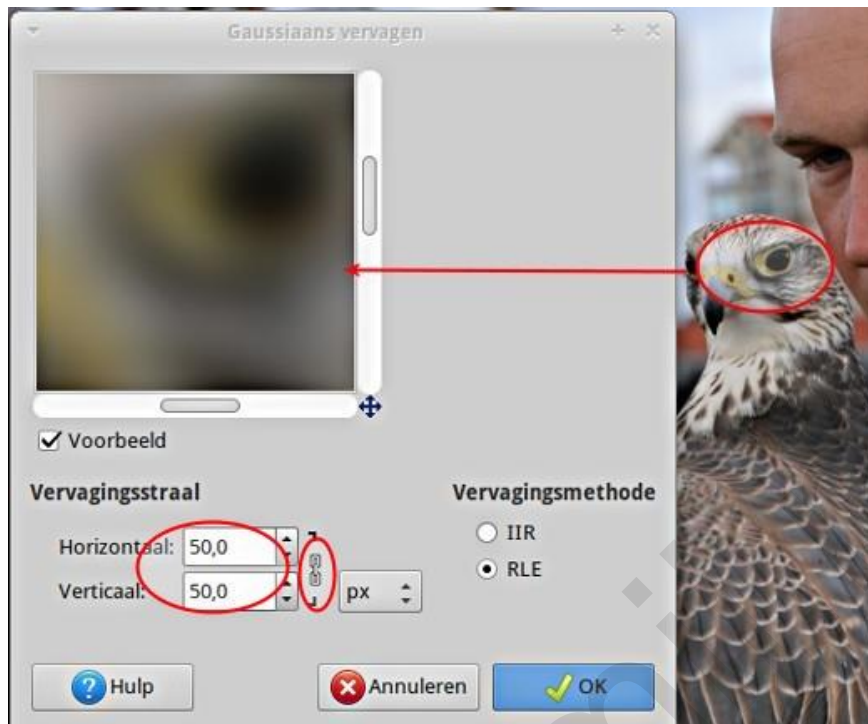 Gaussiaans vervagen
Voorbeeld
Vervagingsstraal
Vervagingsmethode
Horizontaal: 50,0
IIR
Verticaal: 50,0
px
RLE
Hulp
Annuleren
OK